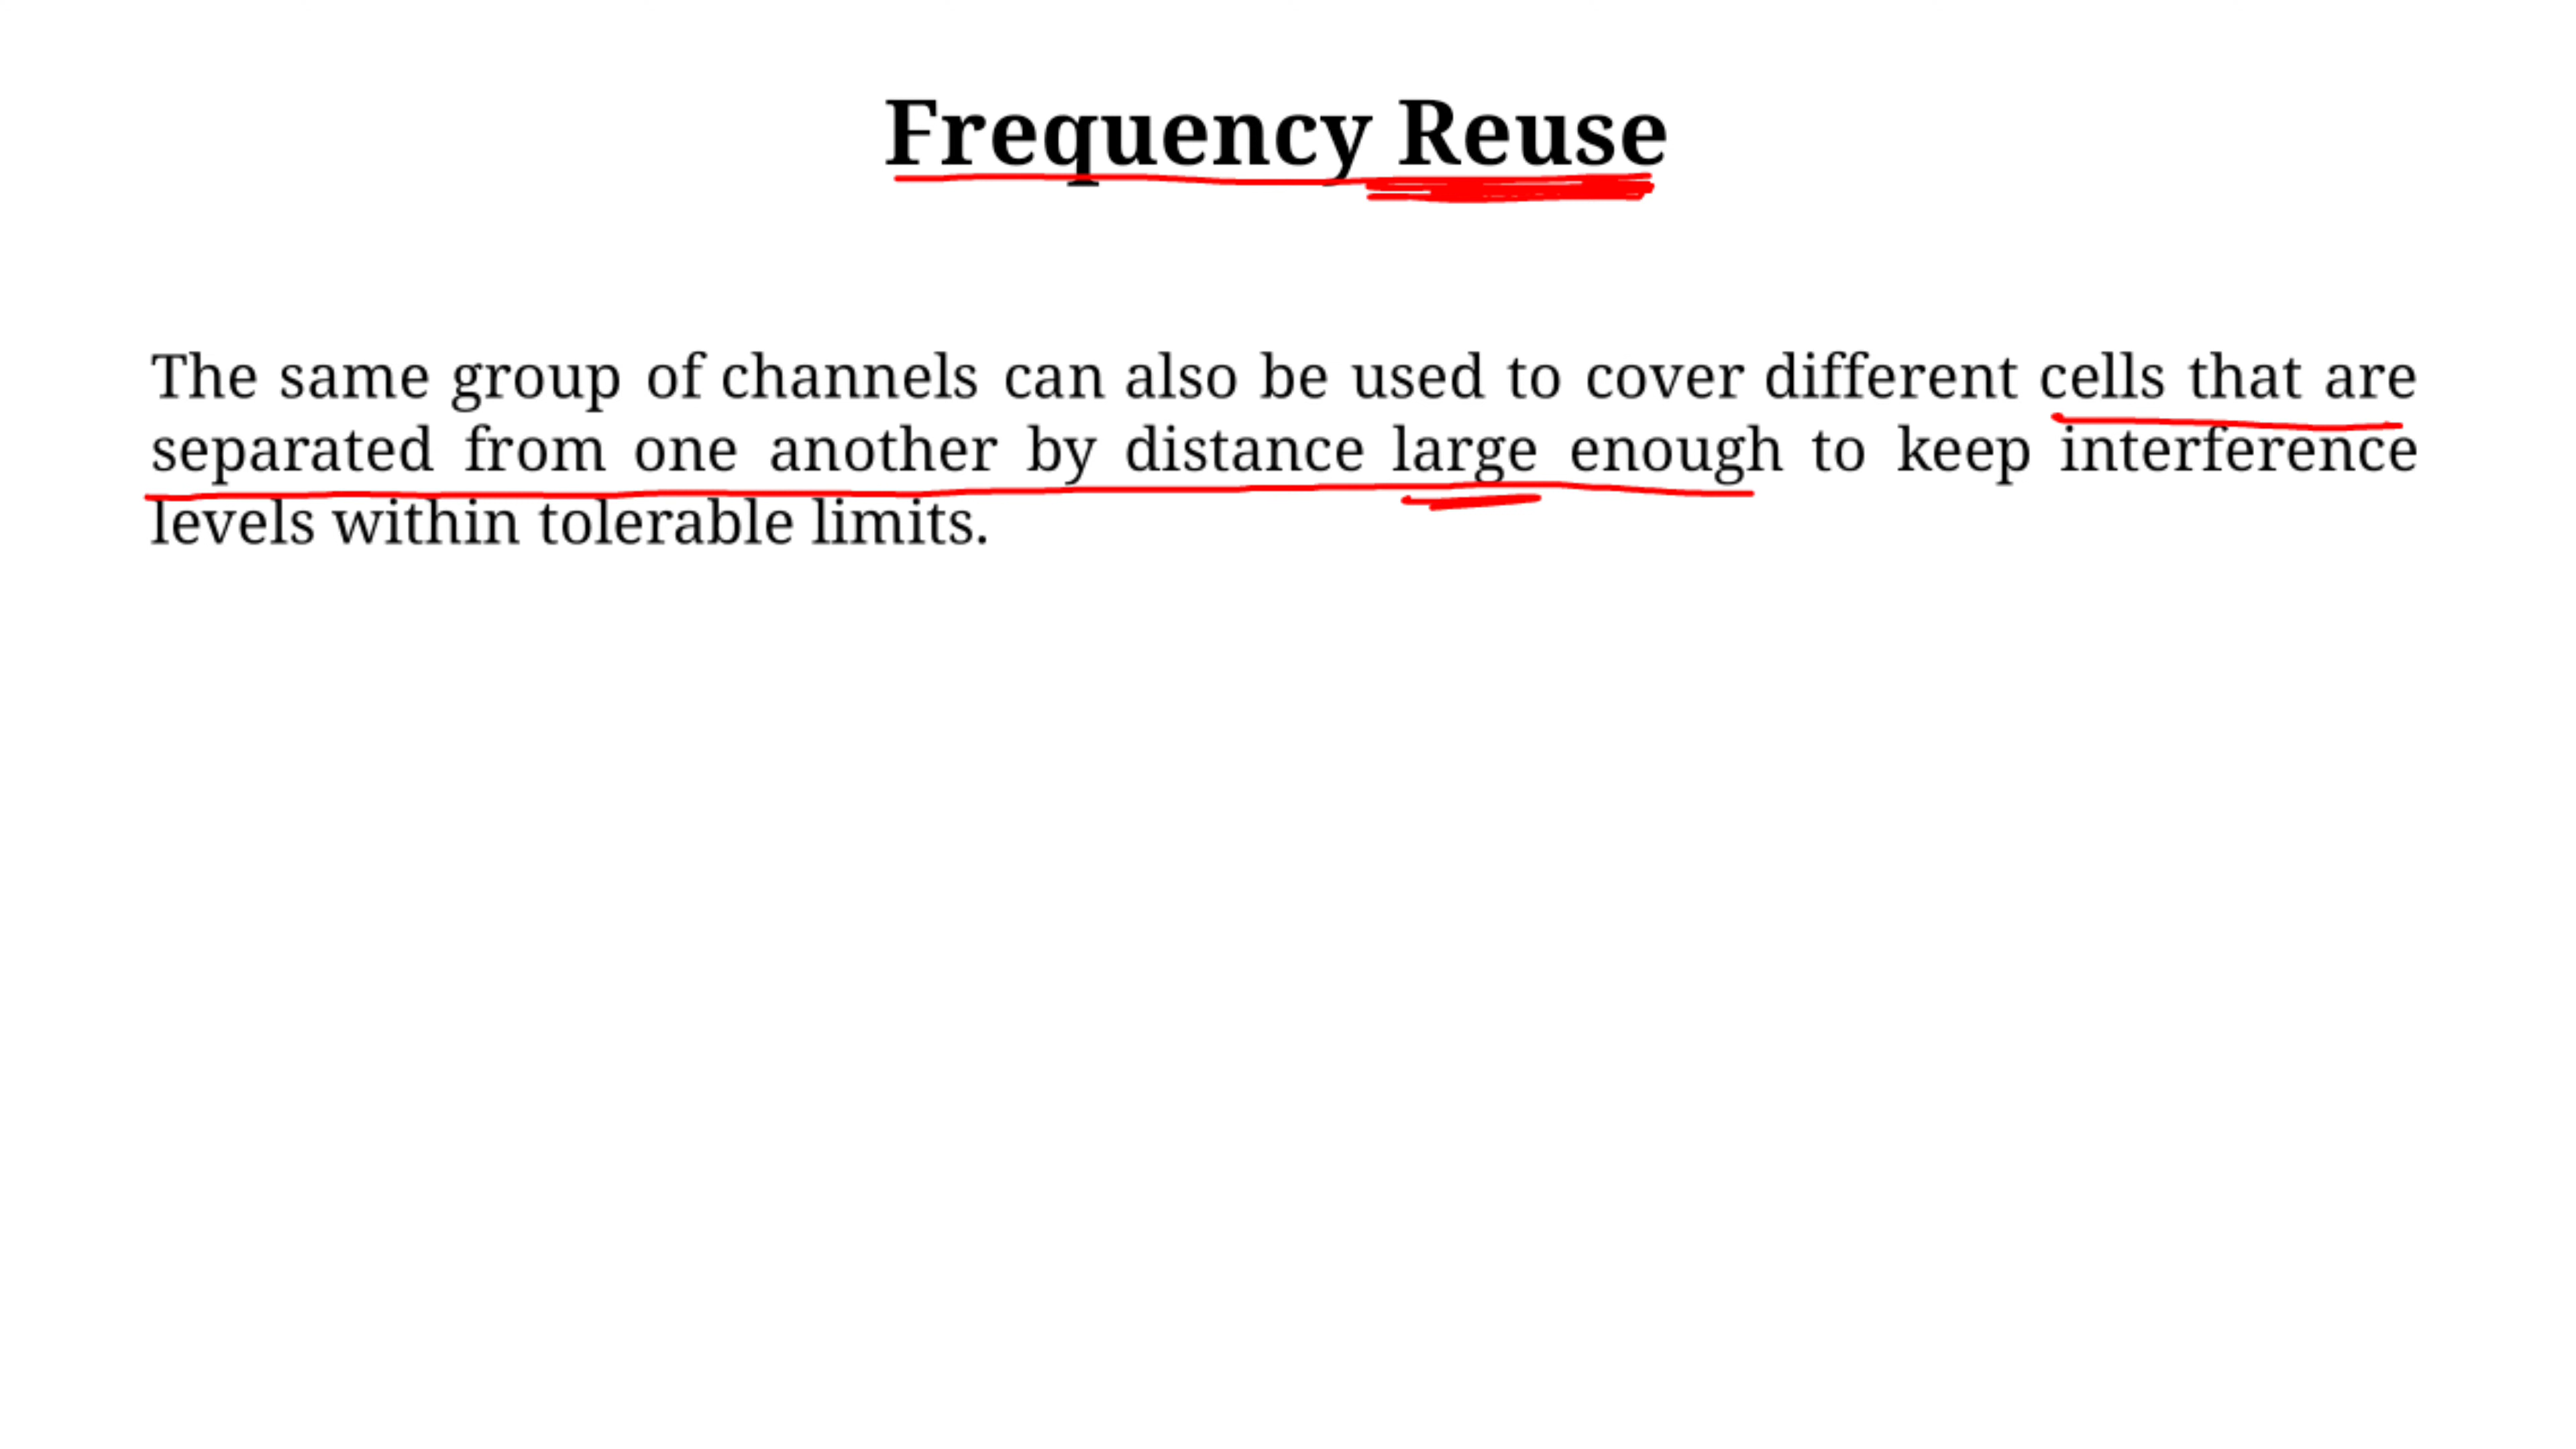 Frequency Reuse
The same group of channels can also be used to cover different cells that are
separated from one another by distance large enough to keep interference
levels within tolerable limits.